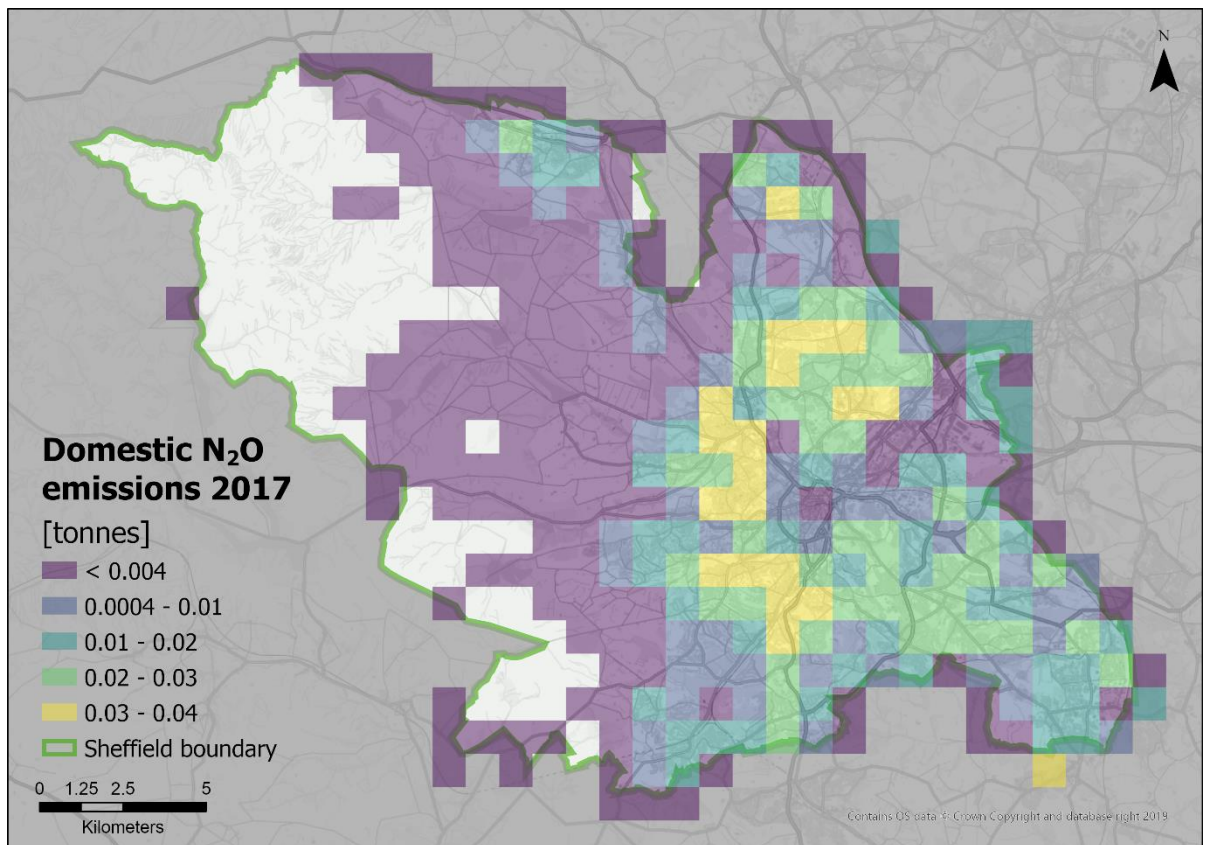 N
Domestic N₂O
emissions 2017
[tonnes]
< 0.004
0.0004 - 0.01
0.01 - 0.02
0.02 - 0.03
0.03 - 0.04
Sheffield boundary
0 1.25 2.5 5
Kilometers
Contains OS data © Crown Copyright and database right 2019